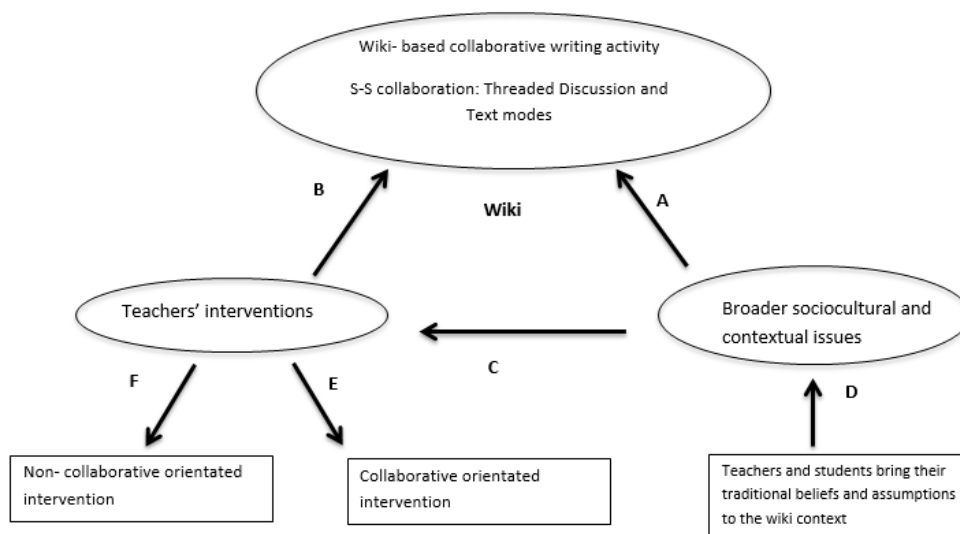 Wiki- based collaborative writing activity
S-S collaboration: Threaded Discussion and
Text modes
B
A
Wiki
Teachers’ interventions
Broader sociocultural and
contextual issues
C
F
E
D
Non- collaborative orientated
intervention
Collaborative orientated
intervention
Teachers and students bring their
traditional beliefs and assumptions
to the wiki context